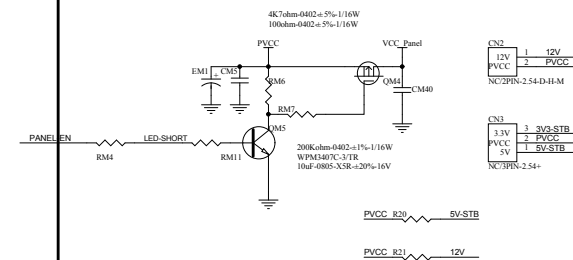 4K7ohm-0402-±5%-1/16W
100ohm-0402-±5%-1/16W
PVCC
VCC_Panel
EM1
+
CM5
RM6
QM4
CM40
RM7
QM5
PANEL_EN
LED-SHORT
RM4
RM11
200Kohm-0402-±1%-1/16W
WPM3407C-3/TR
10uF-0805-X5R-±20%-16V
CN2
12V 1 12V
PVCC 2 PVCC
NC/2PIN-2.54-D-H-M
CN3
3.3V 3 3V3-STB
PVCC 2 PVCC
5V 1 5V-STB
NC/3PIN-2.54+
PVCC R20 5V-STB
PVCC R21 12V